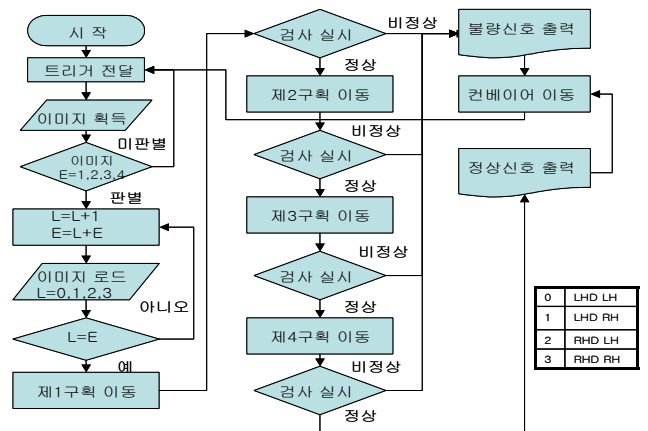 시 작
트리거 전달
이미지 획득
미판별
이미지
E=1,2,3,4
판별
L=L+1
E=L+E
이미지 로드
L=0,1,2,3
아니오
L=E
예
제1구획 이동
검사 실시
비정상
정상
제2구획 이동
비정상
검사 실시
정상
제3구획 이동
비정상
검사 실시
정상
제4구획 이동
비정상
검사 실시
정상
불량신호 출력
컨베이어 이동
정상신호 출력
0 LHD LH
1 LHD RH
2 RHD LH
3 RHD RH